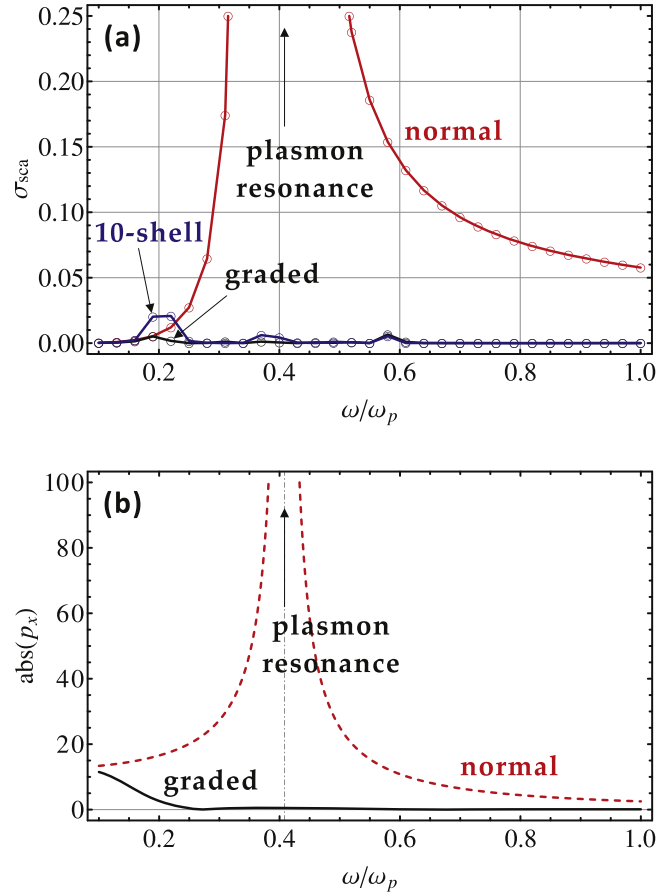 (a)
0.25
0.20
0.15
0.10
0.05
0.00
σsca
normal
plasmon
resonance
10-shell
graded
0.2
0.4
0.6
0.8
1.0
ω/ωp
(b)
100
80
60
40
20
0
abs(px)
plasmon
resonance
graded
normal
0.2
0.4
0.6
0.8
1.0
ω/ωp